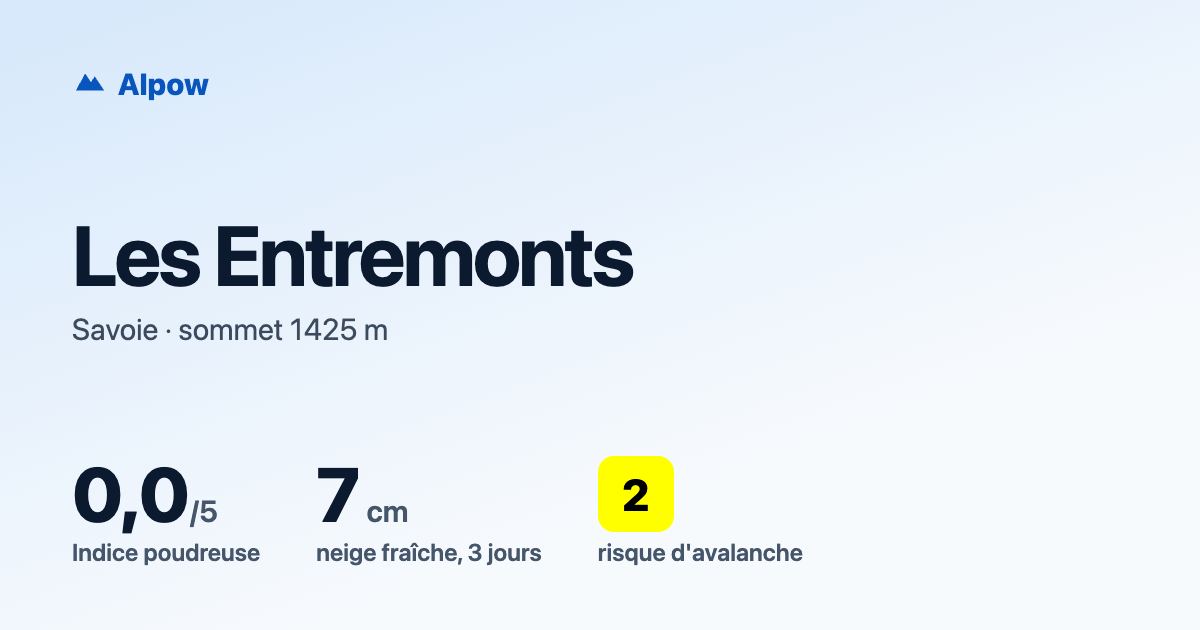 Alpow
Les Entremonts
Savoie · sommet 1425 m
0,0/5
Indice poudreuse
7 cm
neige fraîche, 3 jours
2
risque d'avalanche